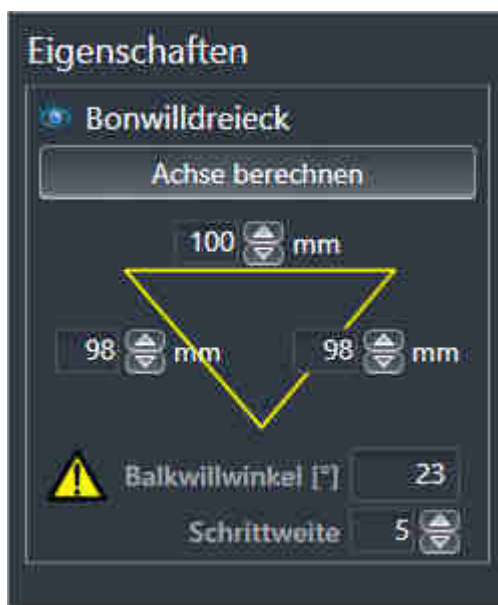 Eigenschaften
Bonwilldreieck
Achse berechnen
100 mm
98 mm 98 mm
Balkwillwinkel [°] 23
Schrittweite 5